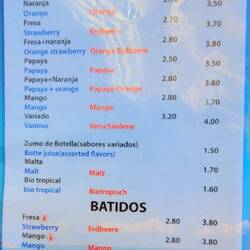 Naranja 3.50
Orange Orange 2.70
Fresa 3.70
Strawberry Erdbeere
Fresa+naranja 2.80
Strawberry+orange Orange Erdbeere 3.80
Papaya 2.50
Papaya Papaya 3.50
Papaya+Naranja 2.80
Papaya + orange Papaya Orange 3.80
Mango 2.80
Mango Mango 3.70
Variado 3.20
Various Verschiedene 4.00
Zumo de Botella(sabores variados)
Botte juice(assorted flavors) 1.50
Malta
Malt Malz 1.70
Bio tropical
bio tropical Biotropisch 1.60
BATIDOS
Fresa 2.80
Strawberry Erdbeere 3.80
Mango 2.80
Mango Mango 3.80